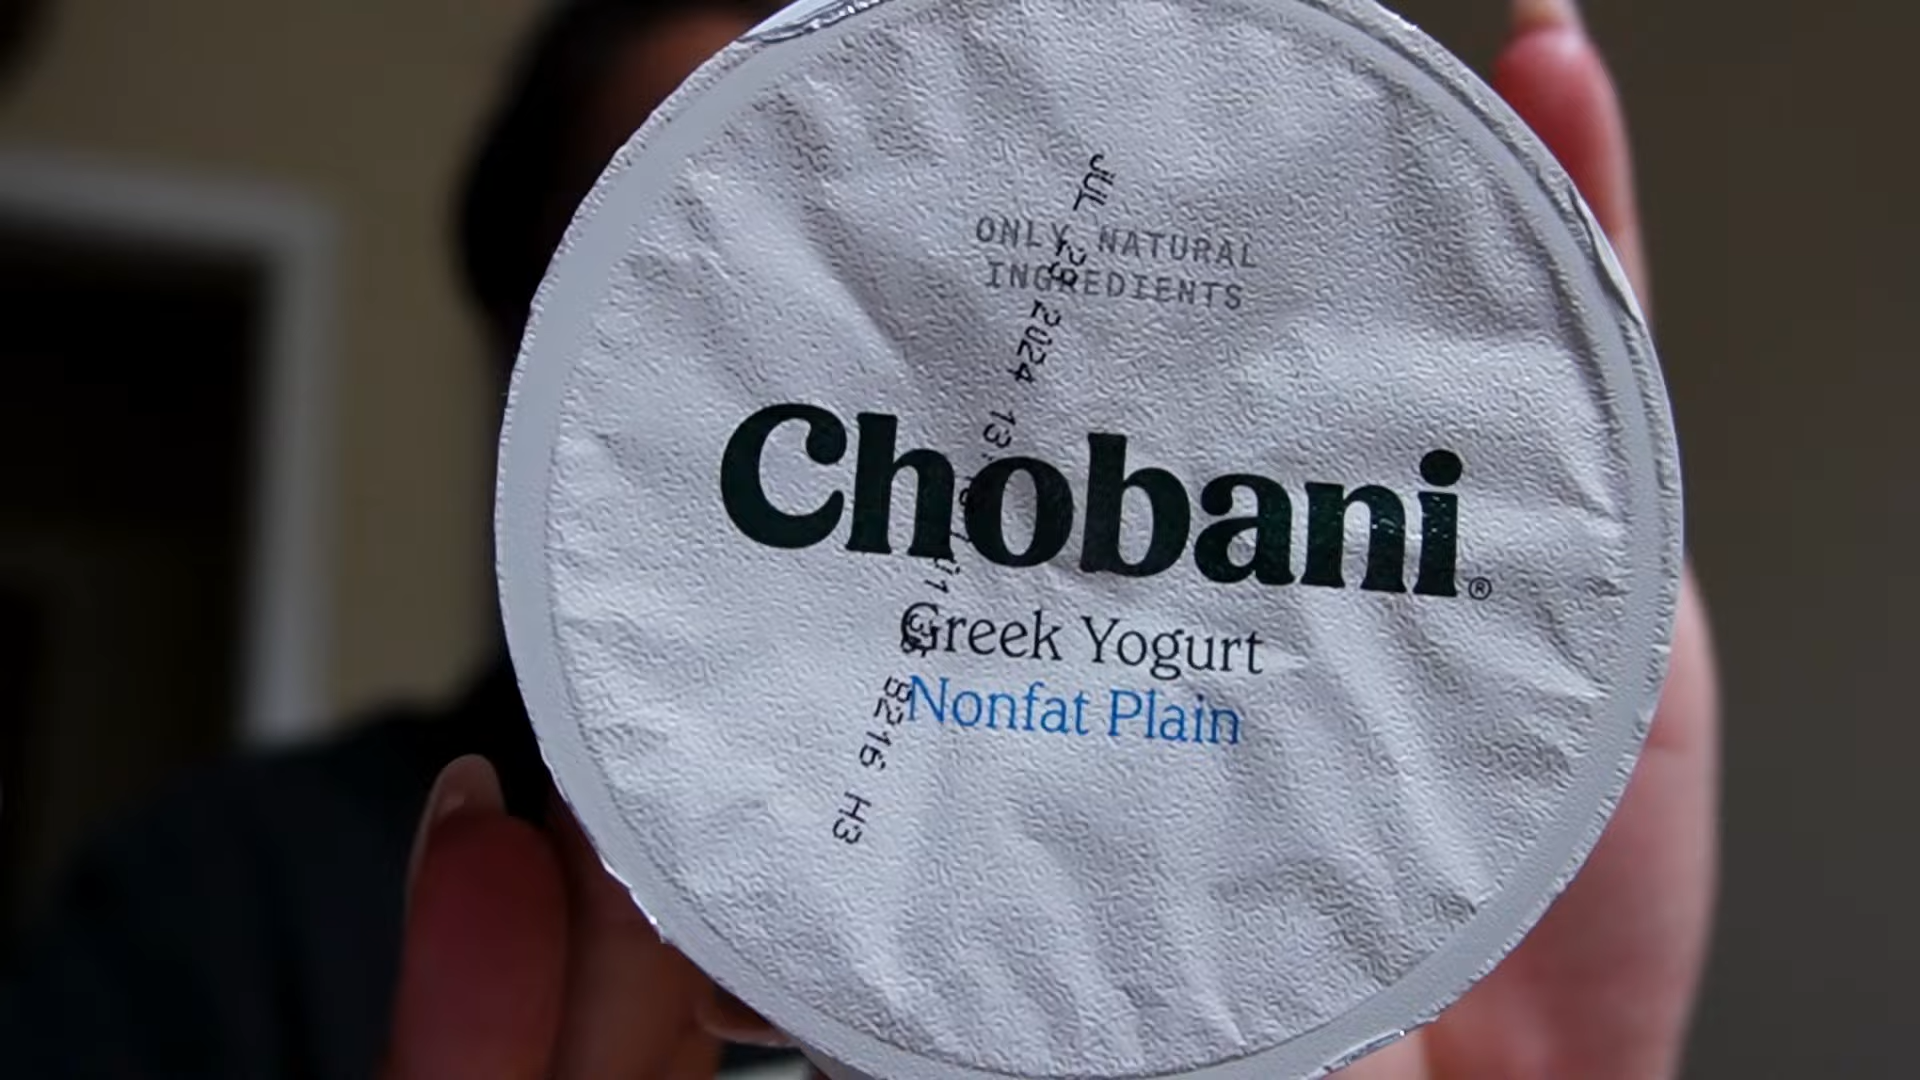 ONLY NATURAL
INGREDIENTS
Chobani®
Greek Yogurt
Nonfat Plain
JUL 2024 B216 H3